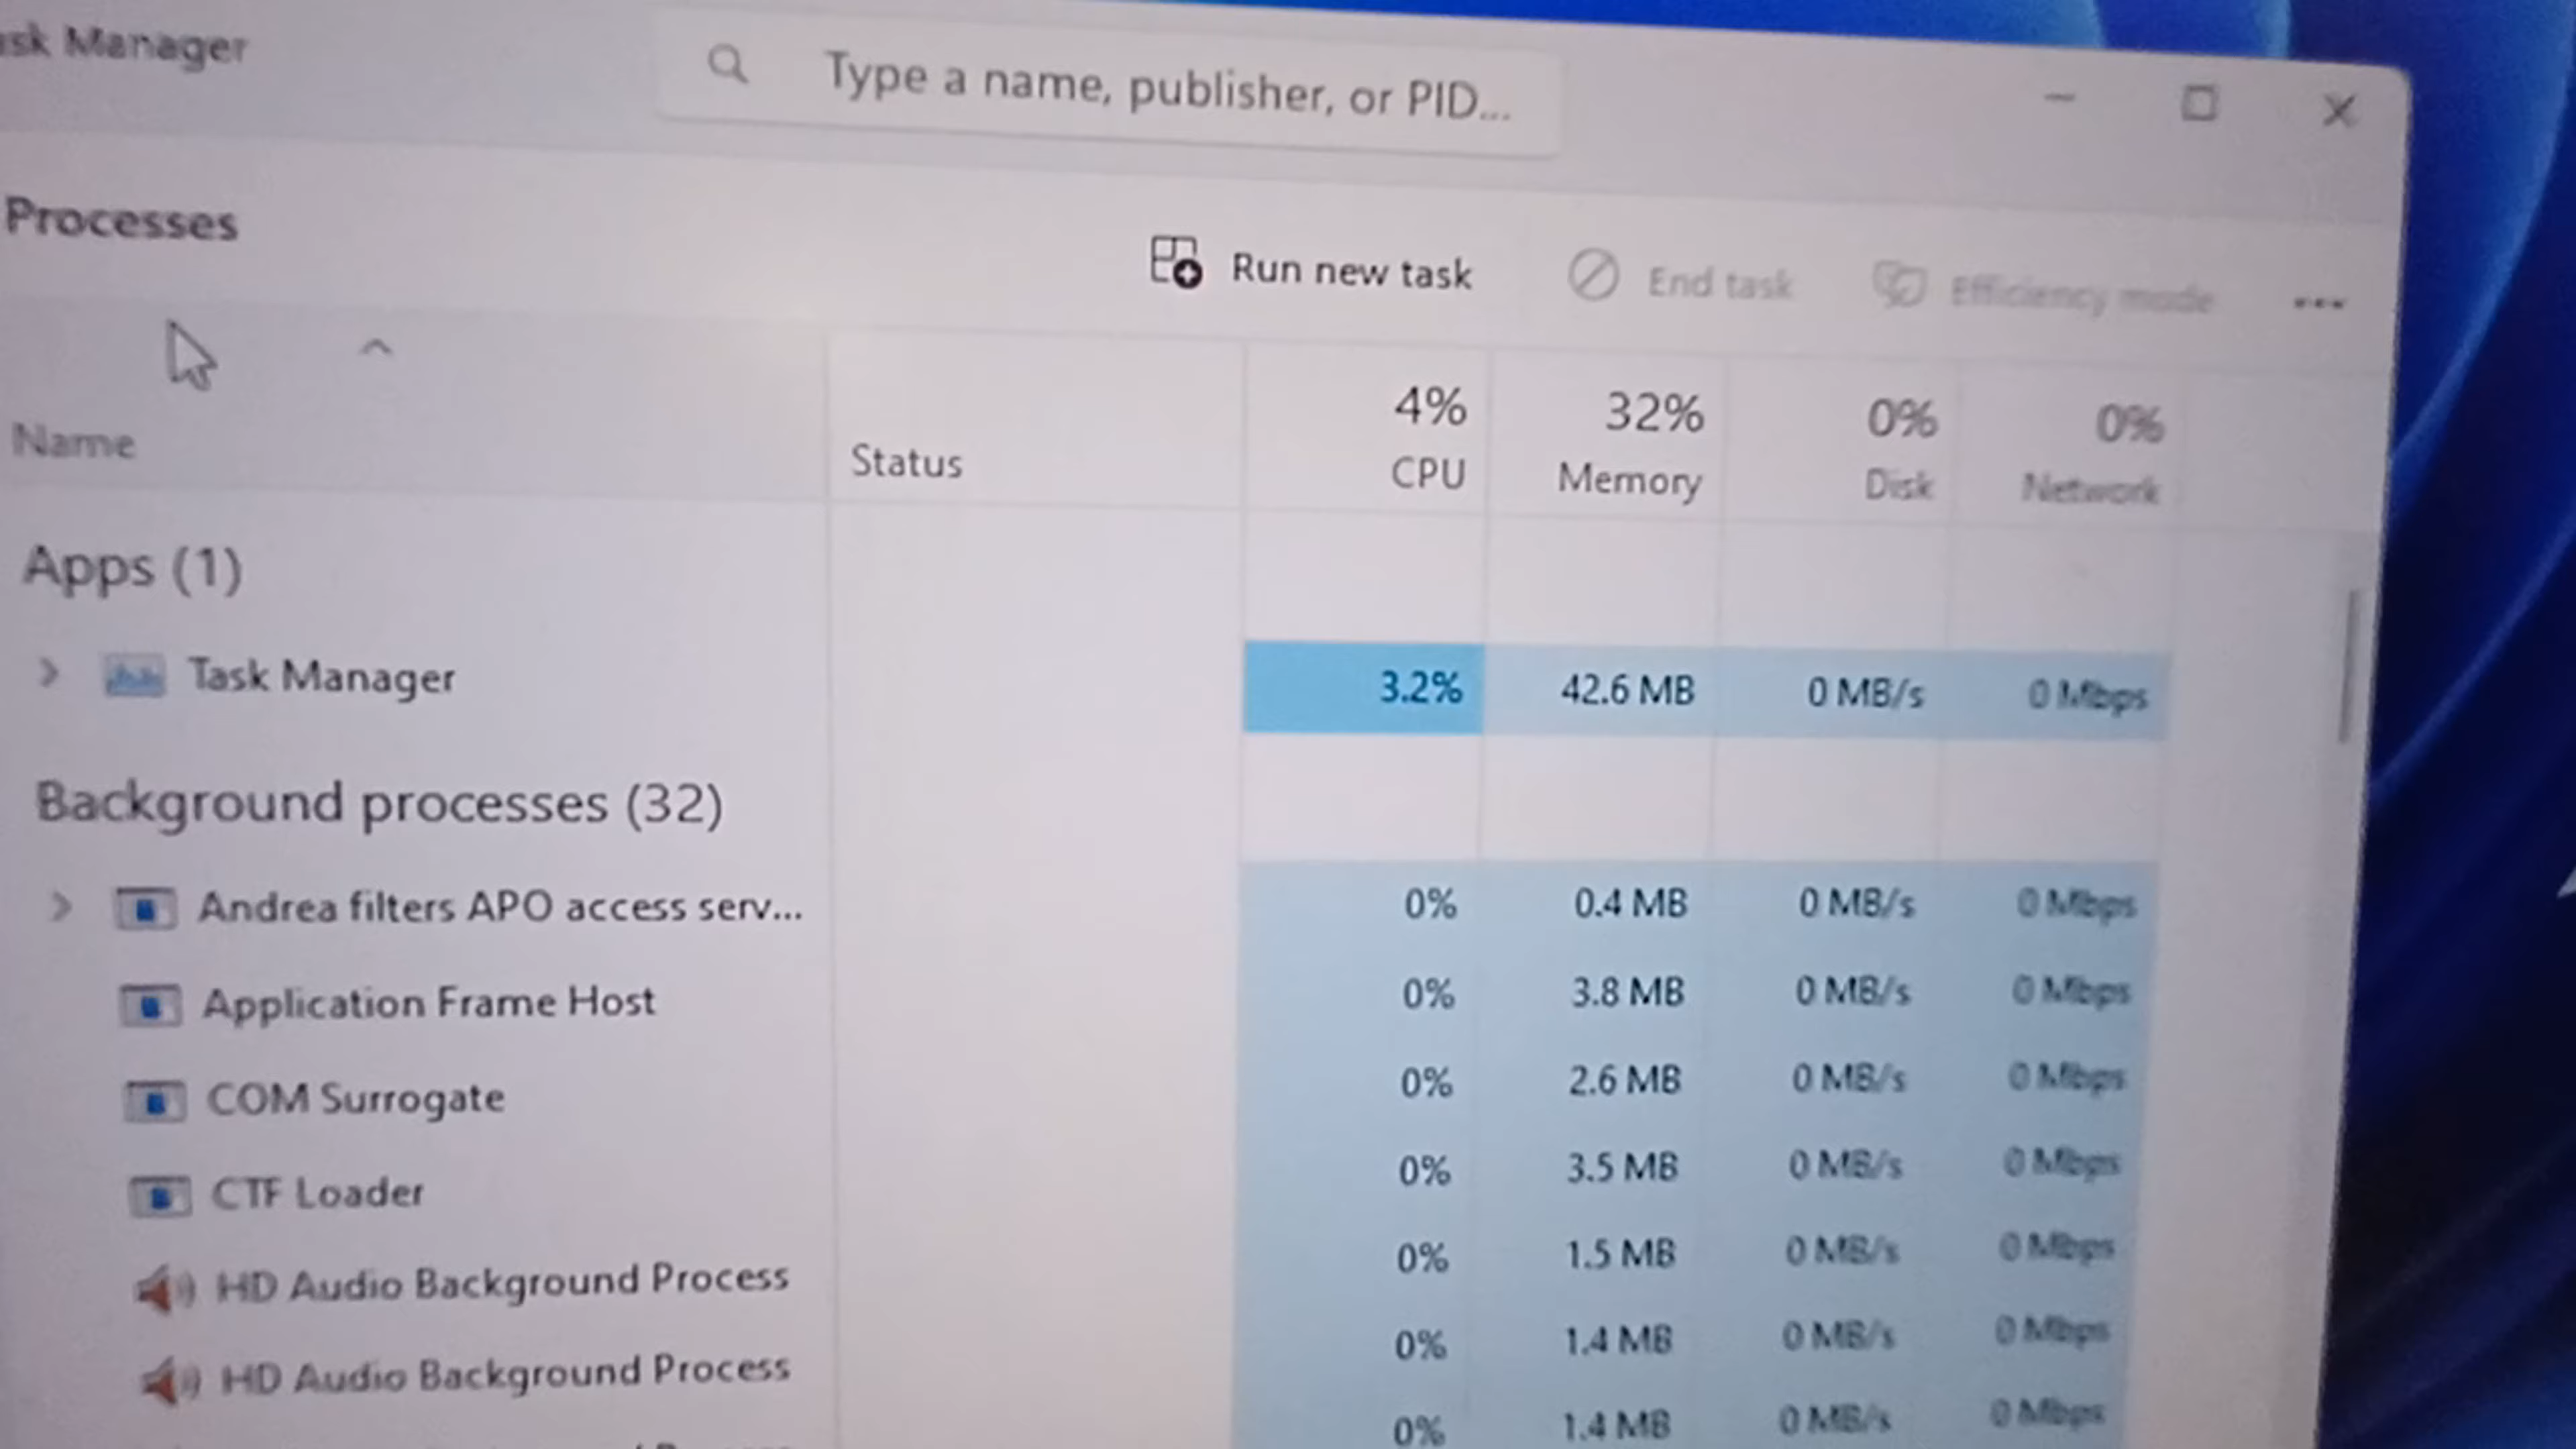 sk Manager
Type a name, publisher, or PID...
Processes
Run new task
End task
Efficiency mode
...
Name
Status
4%
CPU
32%
Memory
0%
Disk
0%
Network
Apps (1)
Task Manager 3.2% 42.6 MB 0 MB/s 0 Mbps
Background processes (32)
Andrea filters APO access serv... 0% 0.4 MB 0 MB/s 0 Mbps
Application Frame Host 0% 3.8 MB 0 MB/s 0 Mbps
COM Surrogate 0% 2.6 MB 0 MB/s 0 Mbps
CTF Loader 0% 3.5 MB 0 MB/s 0 Mbps
HD Audio Background Process 0% 1.5 MB 0 MB/s 0 Mbps
HD Audio Background Process 0% 1.4 MB 0 MB/s 0 Mbps
0% 1.4 MB 0 MB/s 0 Mbps